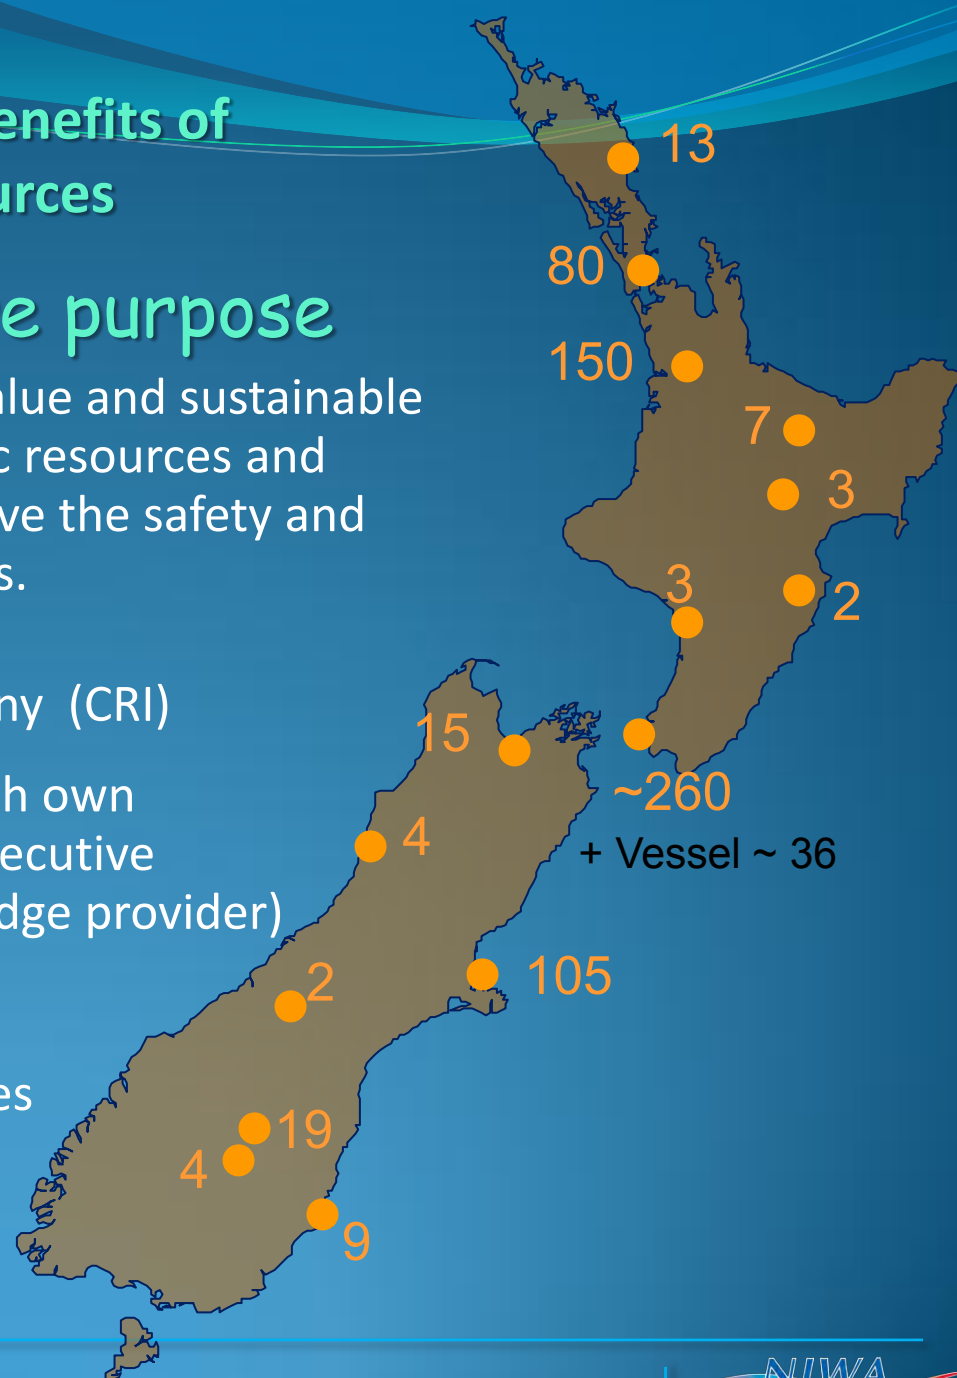 enefits of
urces
e purpose
alue and sustainable
c resources and
ve the safety and
s.
ny (CRI)
h own
ecutive
dge provider)
es
13
80
150
7
3
3
2
15
~260
4
+ Vessel ~ 36
105
2
19
4
9
NIWA